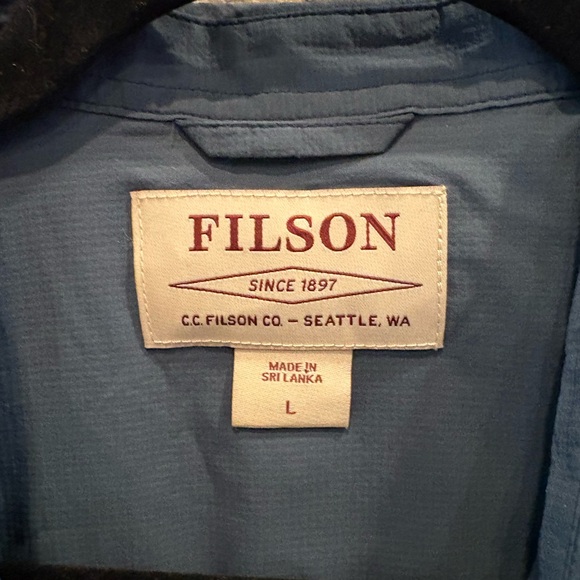 FILSON
SINCE 1897
C.C. FILSON CO. – SEATTLE, WA
MADE IN
SRI LANKA
L